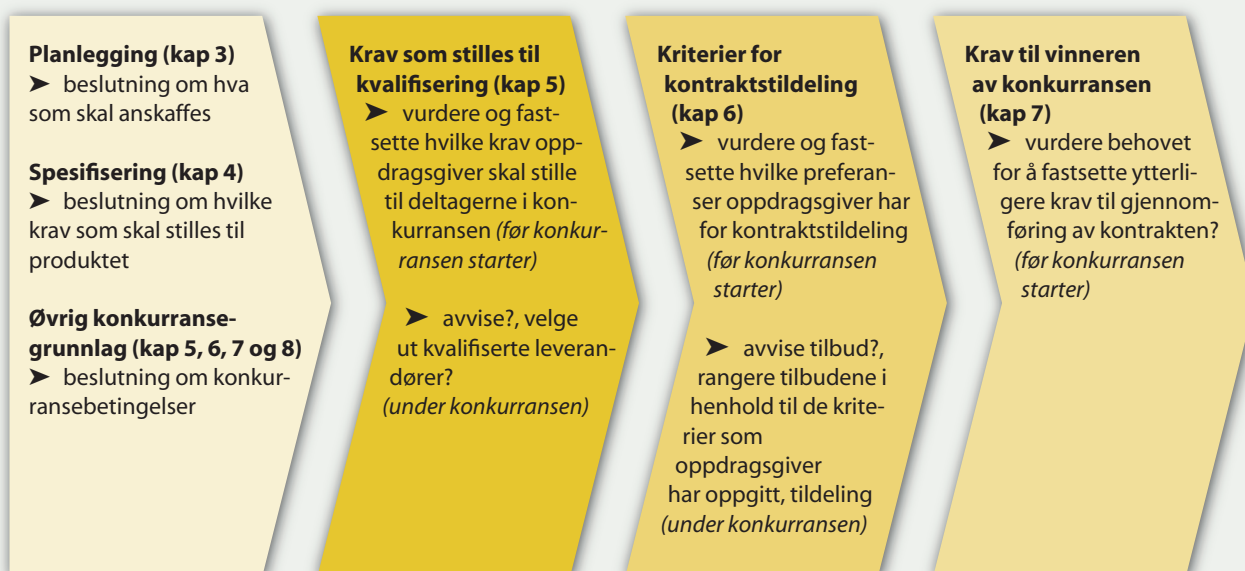 Planlegging (kap 3)
➤ beslutning om hva
som skal anskaffes
Spesifisering (kap 4)
➤ beslutning om hvilke
krav som skal stilles til
produktet
Øvrig konkurranse-
grunnlag (kap 5, 6, 7 og 8)
➤ beslutning om konkur-
ransebetingelser
Krav som stilles til
kvalifisering (kap 5)
➤ vurdere og fast-
sette hvilke krav opp-
dragsgiver skal stille
til deltagerne i kon-
kurransen (før konkur-
ransen starter)
➤ avvise?, velge
ut kvalifiserte leveran-
dører?
(under konkurransen)
Kriterier for
kontraktstildeling
(kap 6)
➤ vurdere og fast-
sette hvilke preferan-
ser oppdragsgiver har
for kontraktstildeling
(før konkurransen
starter)
➤ avvise tilbud?,
rangere tilbudene i
henhold til de krite-
rier som
oppdragsgiver
har oppgitt, tildeling
(under konkurransen)
Krav til vinneren
av konkurransen
(kap 7)
➤ vurdere behovet
for å fastsette ytterli-
gere krav til gjennom-
føring av kontrakten?
(før konkurransen
starter)